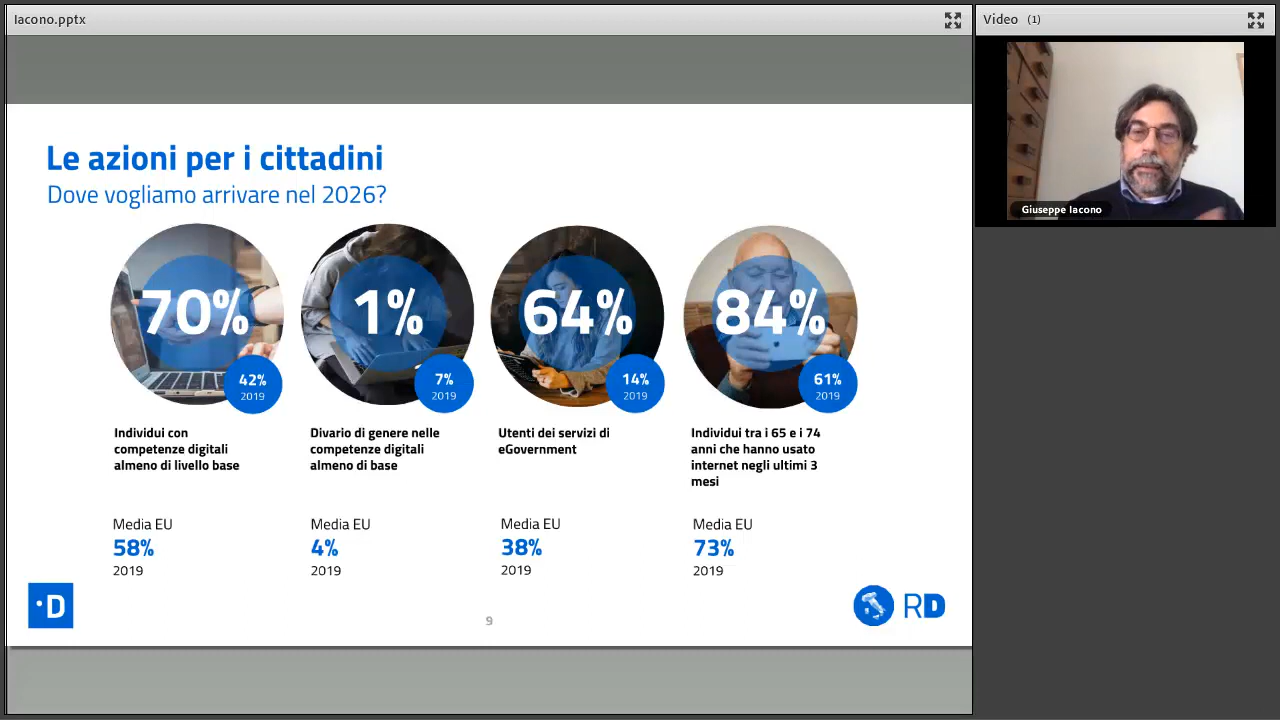 Iacono.pptx
Video (1)
Giuseppe Iacono
Le azioni per i cittadini
Dove vogliamo arrivare nel 2026?
70%
42%
2019
1%
7%
2019
64%
14%
2019
84%
61%
2019
Individui con
competenze digitali
almeno di livello base
Divario di genere nelle
competenze digitali
almeno di base
Utenti dei servizi di
eGovernment
Individui tra i 65 e i 74
anni che hanno usato
internet negli ultimi 3
mesi
Media EU
58%
2019
Media EU
4%
2019
Media EU
38%
2019
Media EU
73%
2019
D
9
RD